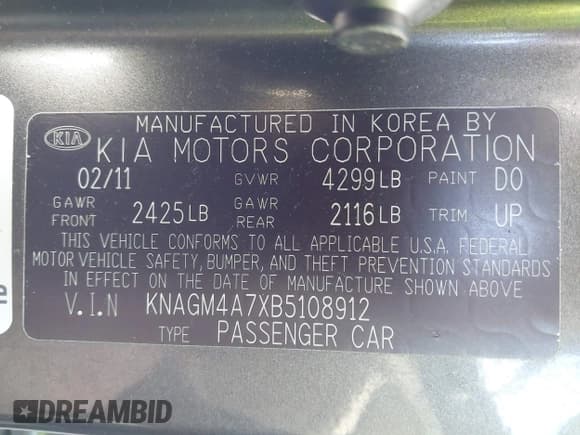 MANUFACTURED IN KOREA BY
KIA KIA MOTORS CORPORATION
02/11 GVWR 4299LB PAINT D0
GAWR FRONT 2425LB GAWR REAR 2116LB TRIM UP
THIS VEHICLE CONFORMS TO ALL APPLICABLE U.S.A. FEDERAL
MOTOR VEHICLE SAFETY, BUMPER, AND THEFT PREVENTION STANDARDS
IN EFFECT ON THE DATE OF MANUFACTURE SHOWN ABOVE
V.I.N KNAGM4A7XB5108912
TYPE PASSENGER CAR
DREAMBID